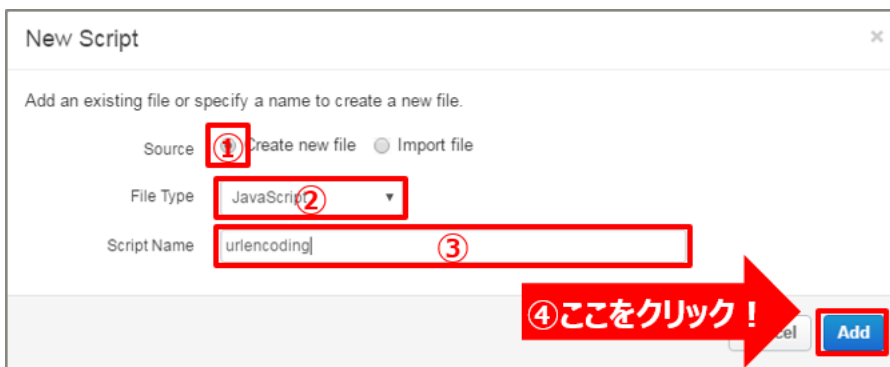 New Script ×
Add an existing file or specify a name to create a new file.
Source ① Create new file Import file
File Type JavaScript ② ▼
Script Name urlencoding ③
④ここをクリック！
Add